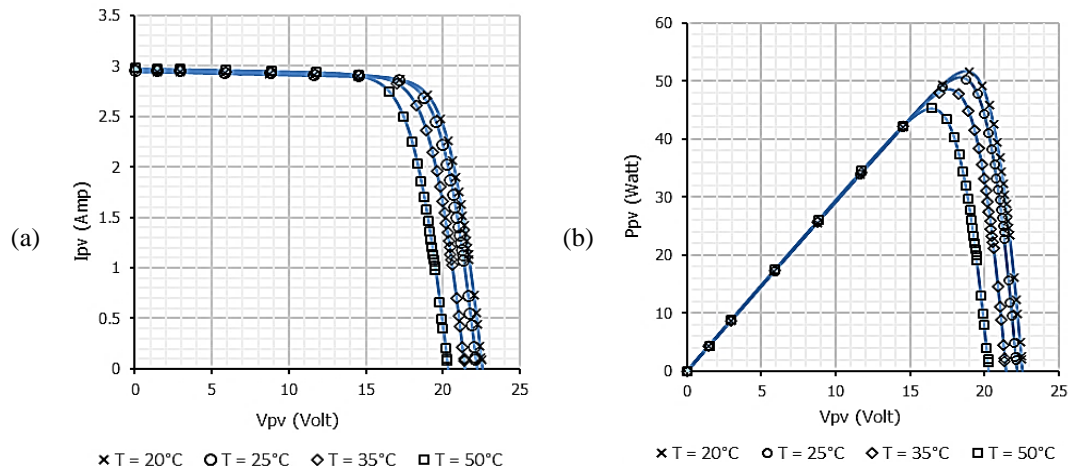 (a)
Ipv (Amp)
3.5
3
2.5
2
1.5
1
0.5
0
0 5 10 15 20 25
Vpv (Volt)
× T = 20°C ○ T = 25°C ◇ T = 35°C □ T = 50°C
(b)
Ppv (Watt)
60
50
40
30
20
10
0
0 5 10 15 20 25
Vpv (Volt)
× T = 20°C ○ T = 25°C ◇ T = 35°C □ T = 50°C